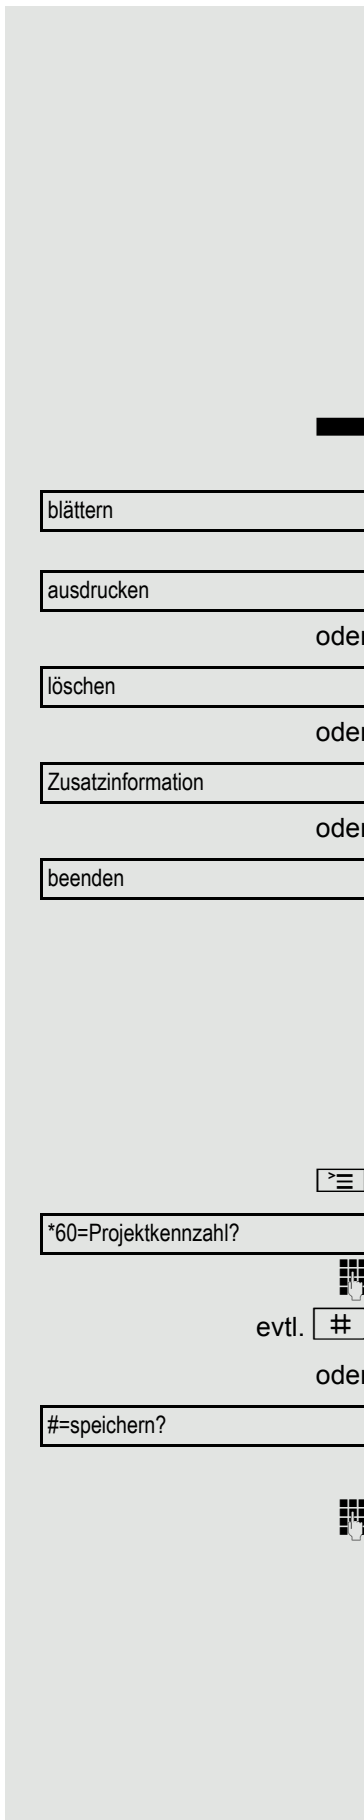 blättern
ausdrucken
oder
löschen
oder
Zusatzinformation
oder
beenden
*60=Projektkennzahl?
evtl. #
oder
#=speichern?